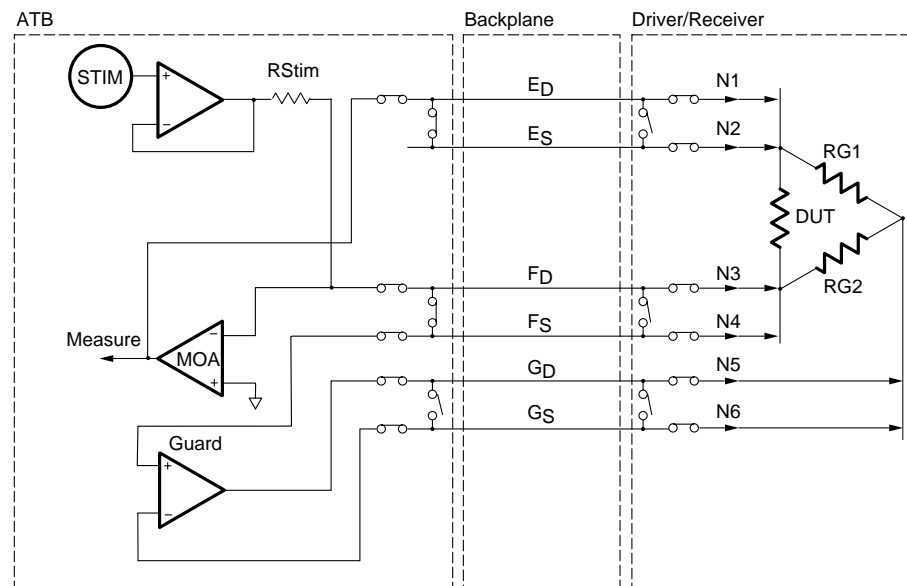 ATB
Backplane
Driver/Receiver
STIM
+
−
RStim
ED
N1
ES
N2
RG1
DUT
FD
N3
RG2
Measure
−
MOA
+
FS
N4
GD
N5
GS
N6
Guard
+
−